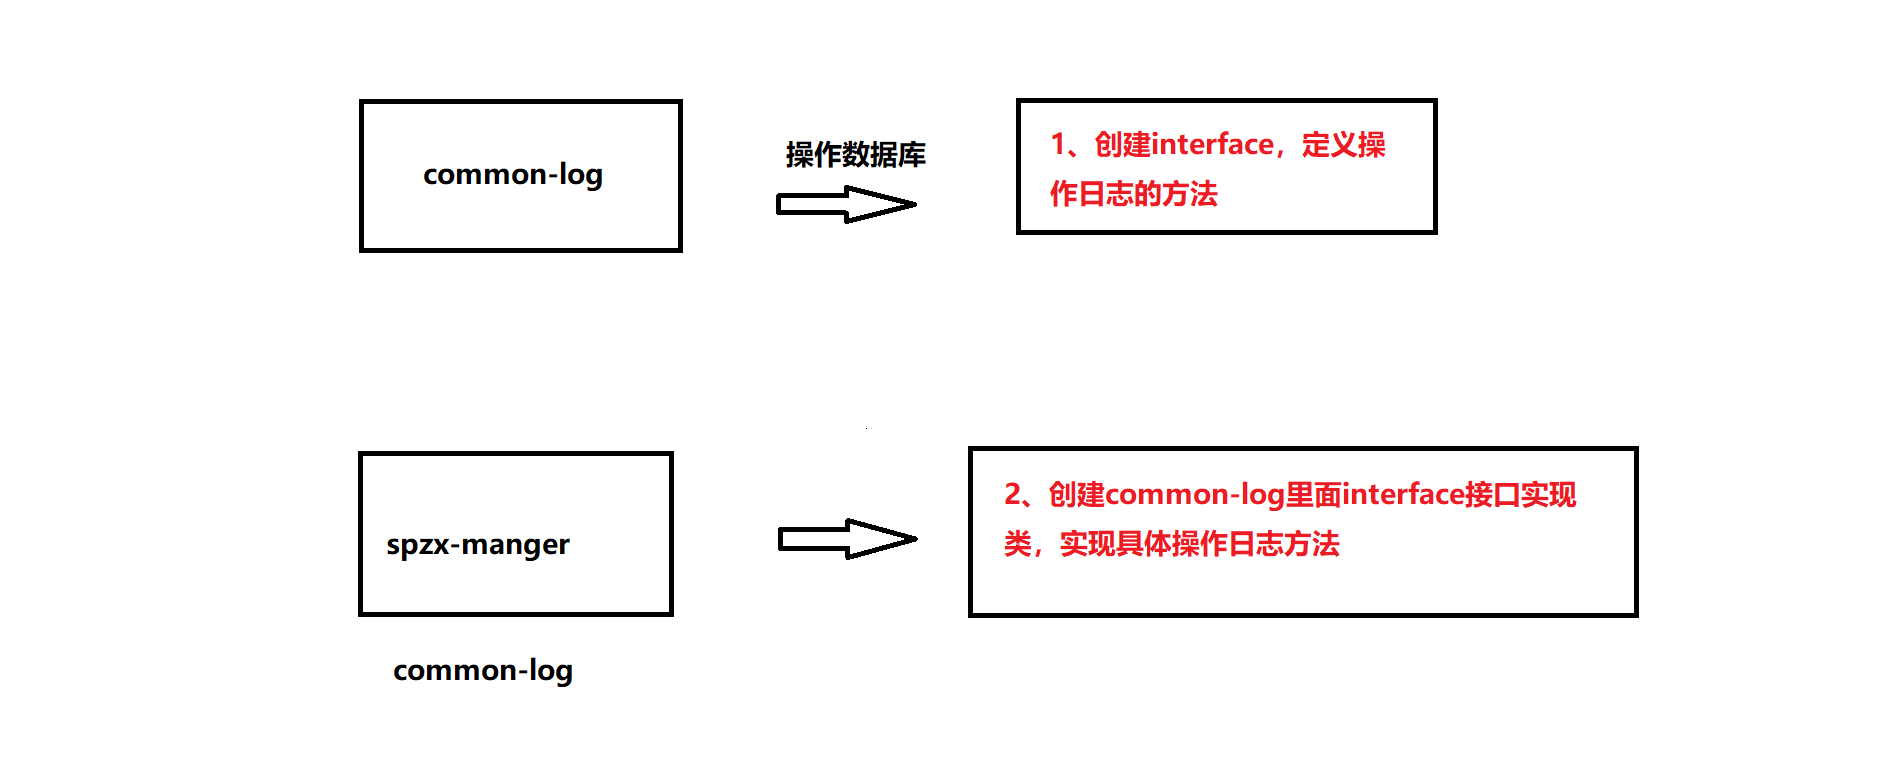 common-log
操作数据库
1、创建interface，定义操
作日志的方法
spzx-manger
2、创建common-log里面interface接口实现
类，实现具体操作日志方法
common-log